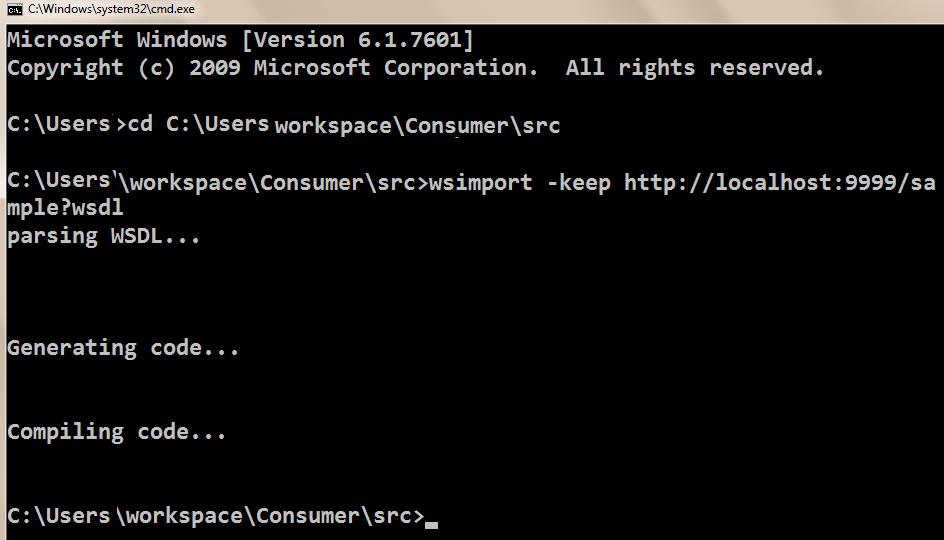 C:\Windows\system32\cmd.exe
Microsoft Windows [Version 6.1.7601]
Copyright (c) 2009 Microsoft Corporation.  All rights reserved.
C:\Users >cd C:\Users workspace\Consumer\src
C:\Users \workspace\Consumer\src>wsimport -keep http://localhost:9999/sa
mple?wsdl
parsing WSDL...
Generating code...
Compiling code...
C:\Users \workspace\Consumer\src>